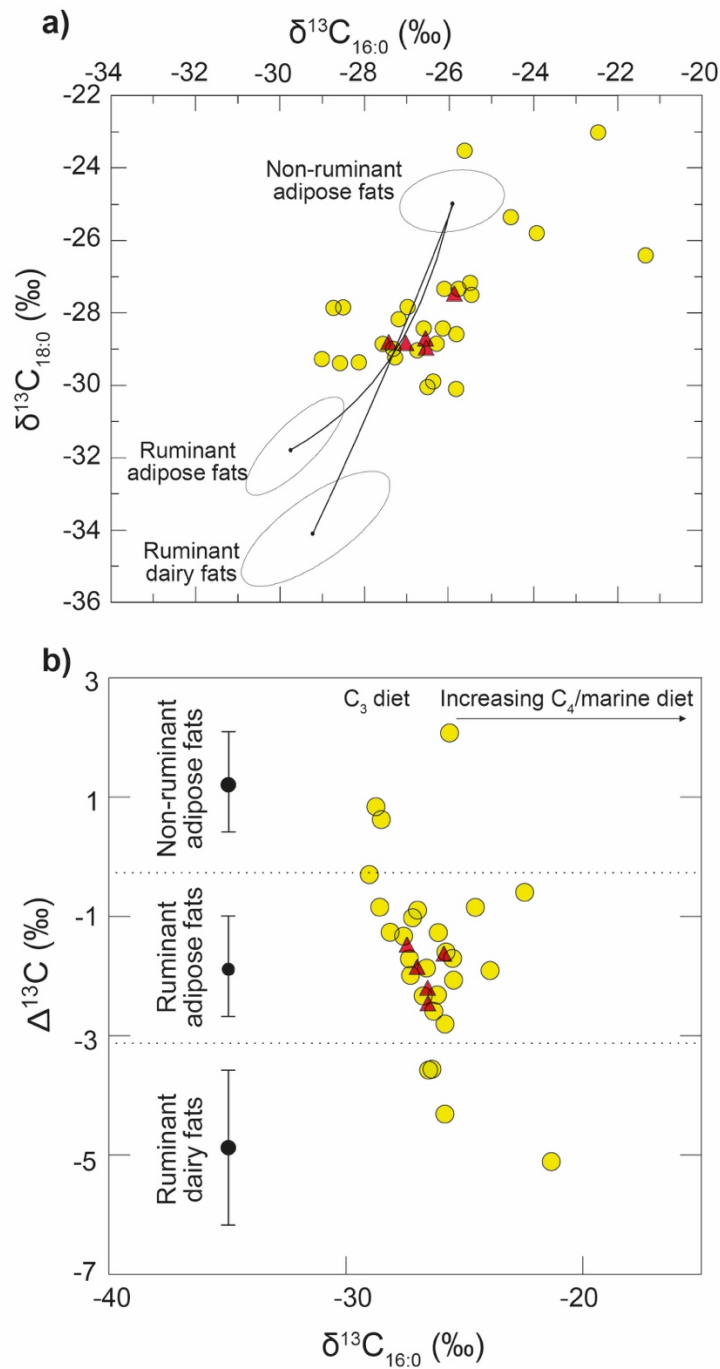 a)
δ¹³C₁₆:₀ (‰)
-34 -30 -28 -26 -24 -22 -20
-22
-24
-26
-28
-30
-32
-34
-36
δ¹³C₁₈:₀ (‰)
Non-ruminant
adipose fats
Ruminant
adipose fats
Ruminant
dairy fats
b)
3
1
-1
-3
-5
-7
Δ¹³C (‰)
C₃ diet
Increasing C₄/marine diet
Non-ruminant
adipose fats
Ruminant
adipose fats
Ruminant
dairy fats
-40 -30 -20
δ¹³C₁₆:₀ (‰)